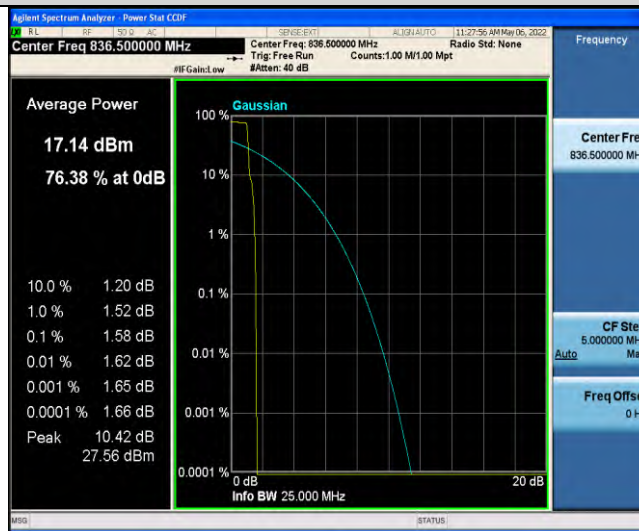 Agilent Spectrum Analyzer - Power Stat CCDF
RL RF 50 Ω AC SENSE:EXT ALIGN AUTO 11:27:56 AM May 06, 2022
Center Freq 836.500000 MHz
Center Freq: 836.500000 MHz Radio Std: None
Trig: Free Run Counts:1.00 M/1.00 Mpt
#IFGain:Low #Atten: 40 dB
Frequency
Average Power
17.14 dBm
76.38 % at 0dB
10.0 % 1.20 dB
1.0 % 1.52 dB
0.1 % 1.58 dB
0.01 % 1.62 dB
0.001 % 1.65 dB
0.0001 % 1.66 dB
Peak 10.42 dB
27.56 dBm
Gaussian
100 %
10 %
1 %
0.1 %
0.01 %
0.001 %
0.0001 %
0 dB 20 dB
Info BW 25.000 MHz
Center Fre
836.500000 MH
CF Ste
5.000000 MH
Auto Ma
Freq Offse
0 H
MSG STATUS